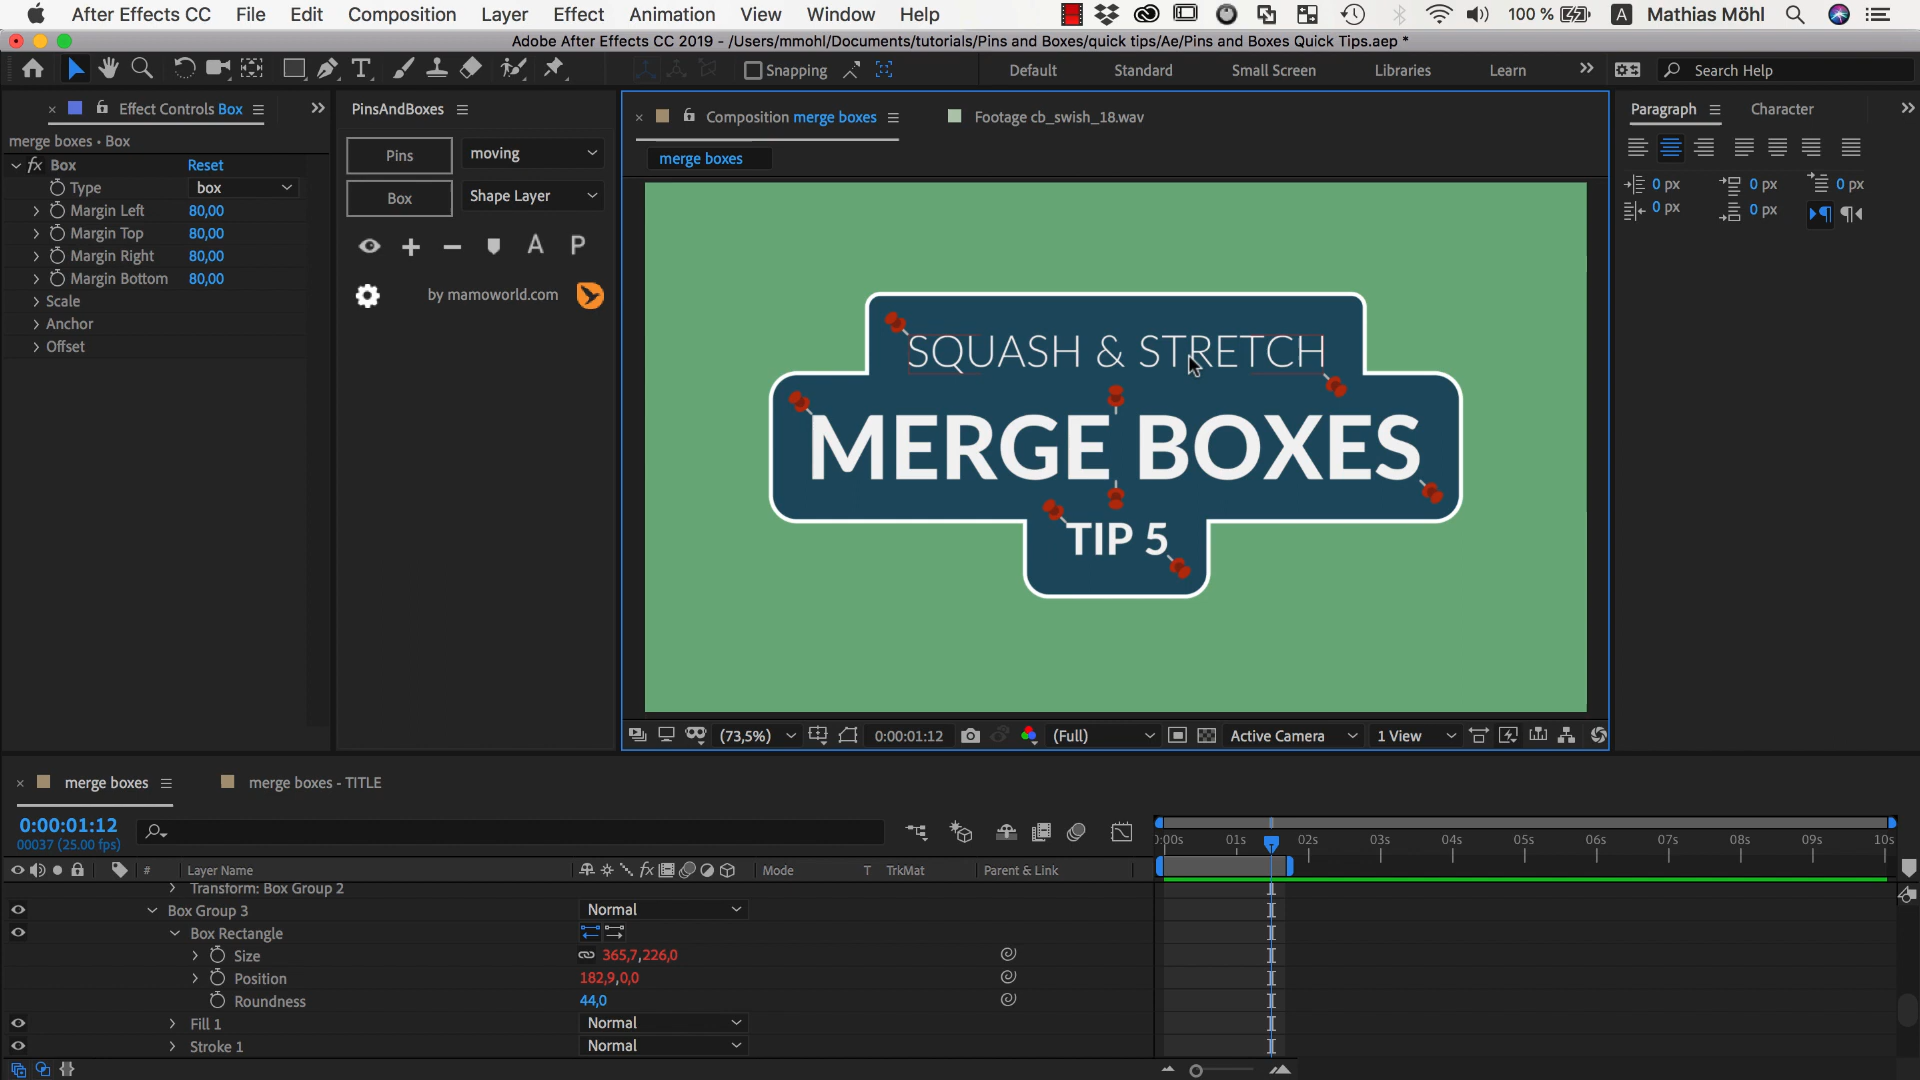 After Effects CC File Edit Composition Layer Effect Animation View Window Help 100 % A Mathias Möhl
Adobe After Effects CC 2019 - /Users/mmohl/Documents/tutorials/Pins and Boxes/quick tips/Ae/Pins and Boxes Quick Tips.aep *
Snapping Default Standard Small Screen Libraries Learn Search Help
Effect Controls Box
merge boxes • Box
fx Box Reset
Type box
Margin Left 80,00
Margin Top 80,00
Margin Right 80,00
Margin Bottom 80,00
Scale
Anchor
Offset
PinsAndBoxes
Pins moving
Box Shape Layer
A P
by mamoworld.com
Composition merge boxes Footage cb_swish_18.wav
merge boxes
SQUASH & STRETCH
MERGE BOXES
TIP 5
(73,5%) 0:00:01:12 (Full) Active Camera 1 View
Paragraph Character
0 px 0 px 0 px
0 px 0 px
merge boxes merge boxes - TITLE
0:00:01:12
00037 (25.00 fps)
# Layer Name fx Mode T TrkMat Parent & Link
01s 02s 03s 04s 05s 06s 07s 08s 09s 10s
Transform: Box Group 2
Box Group 3 Normal
Box Rectangle
Size 365,7,226,0
Position 182,9,0,0
Roundness 44,0
Fill 1 Normal
Stroke 1 Normal